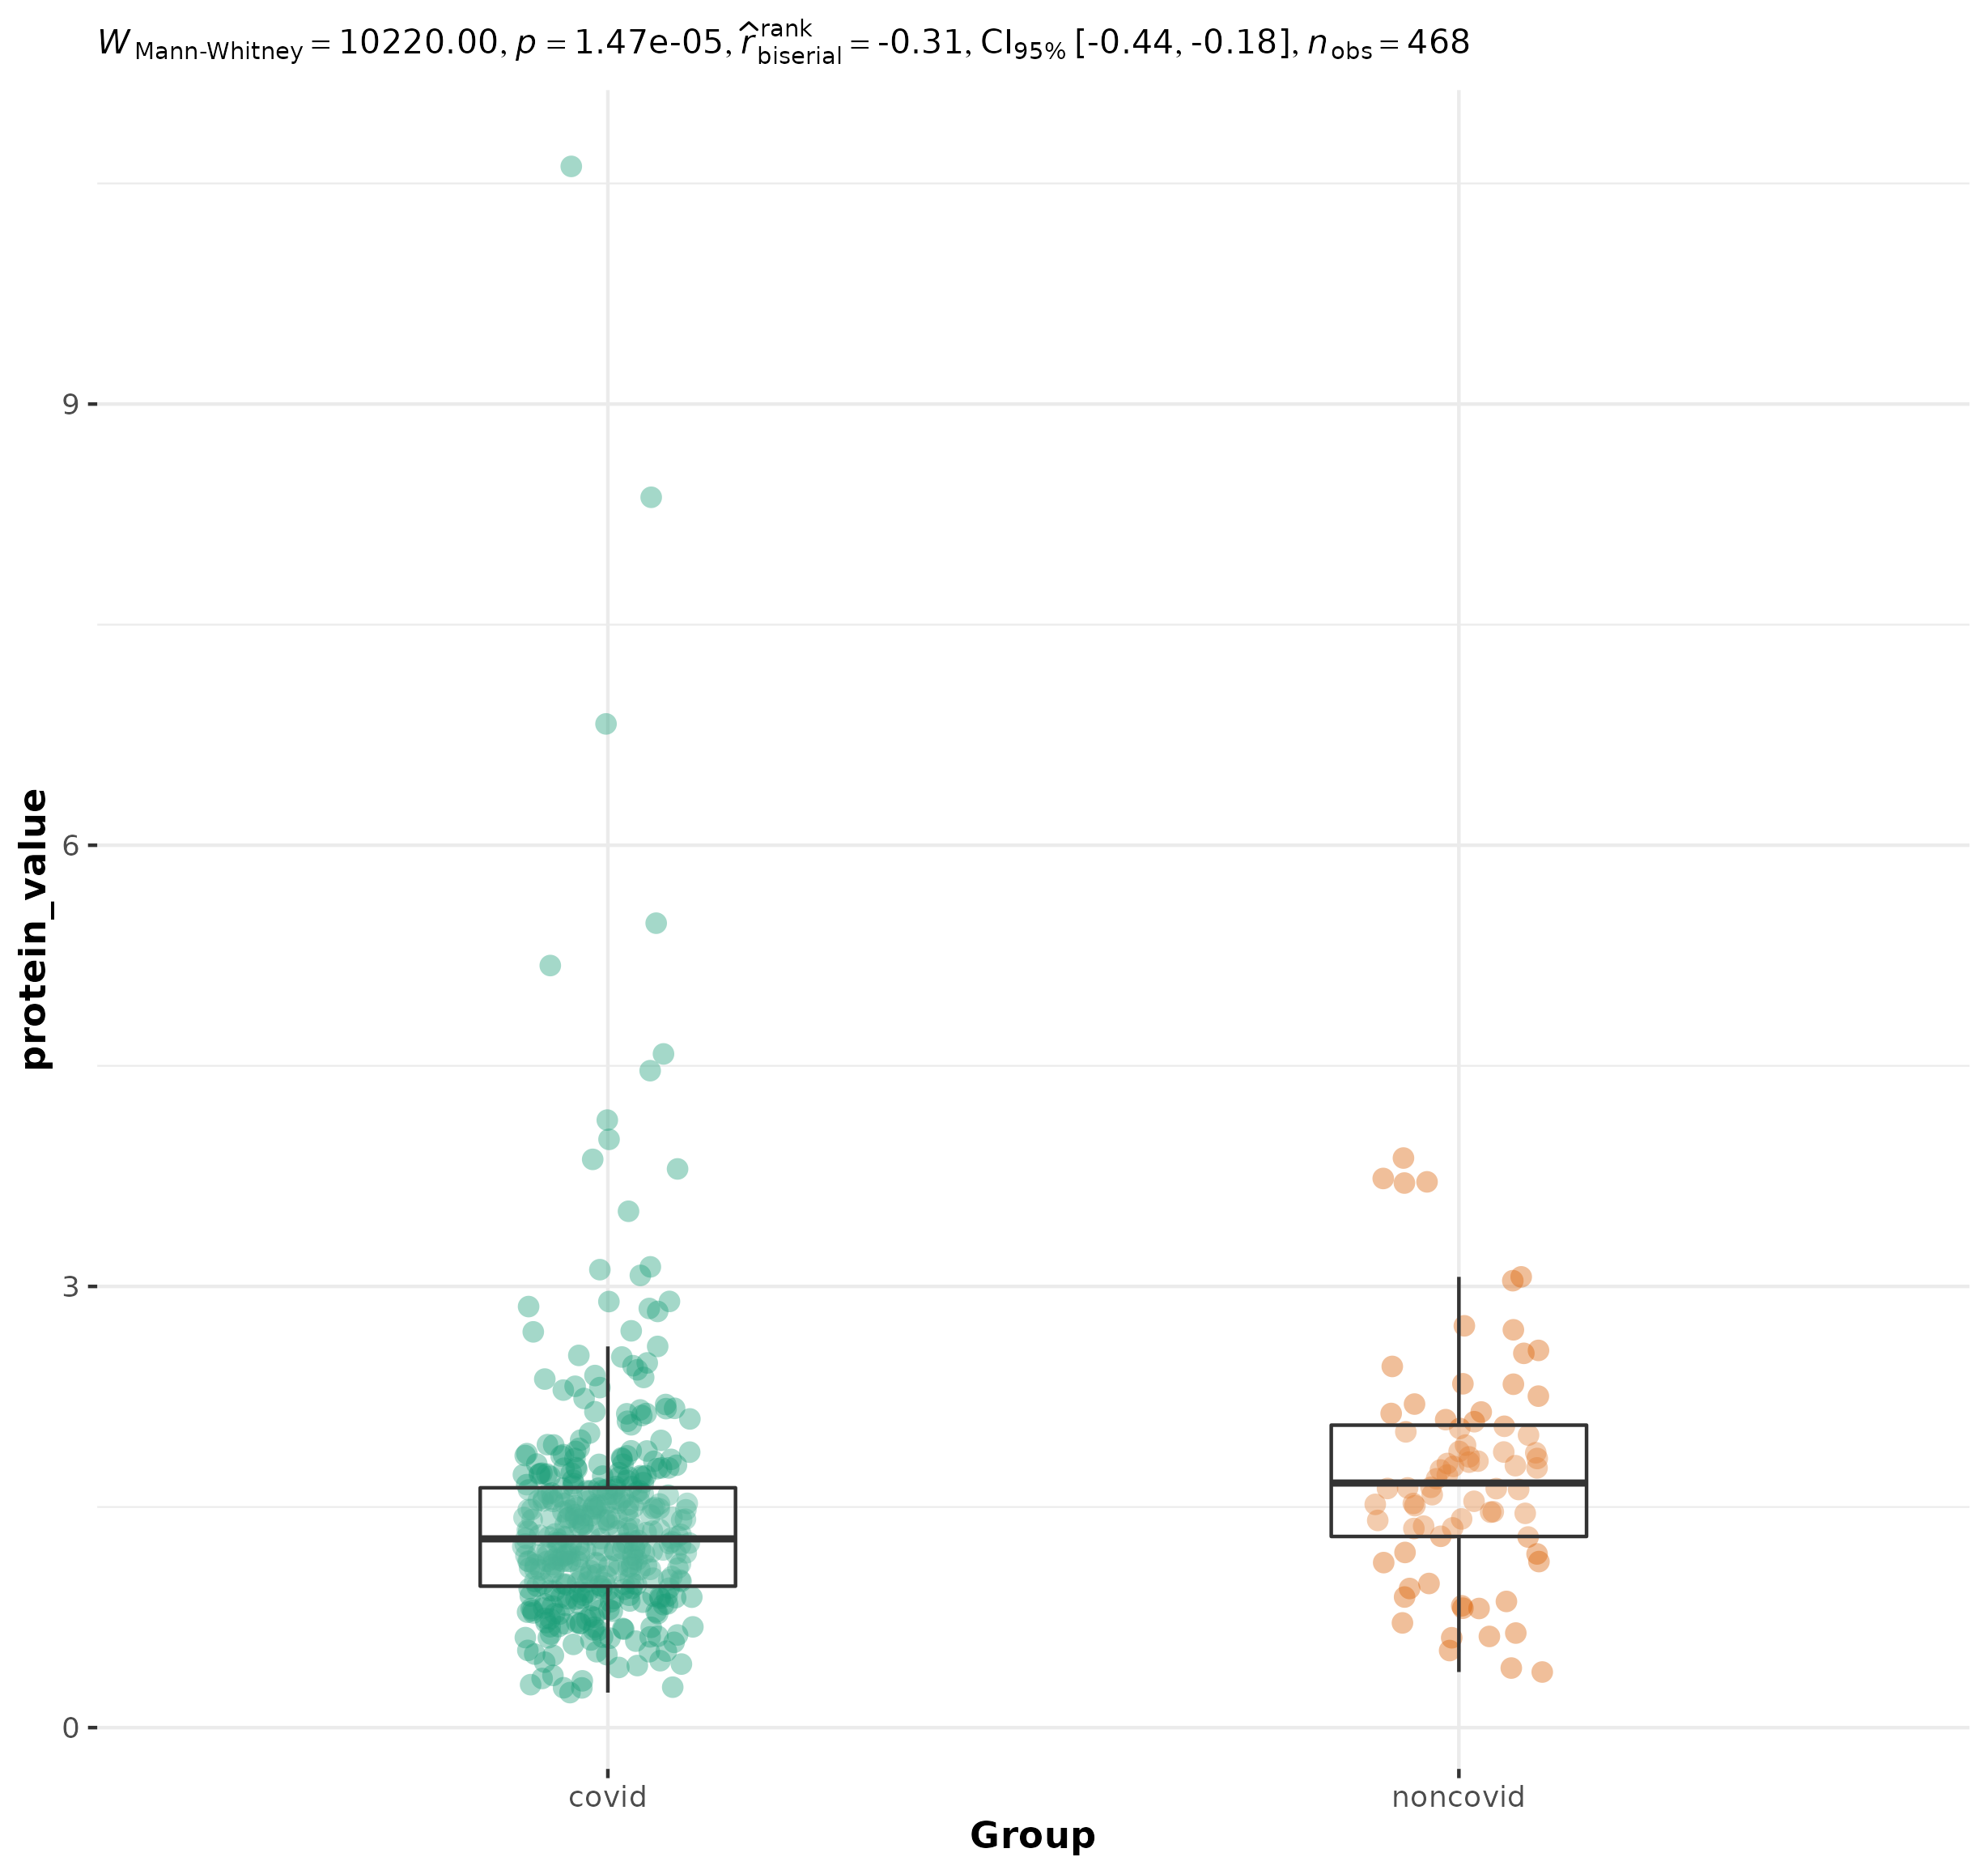 W Mann-Whitney = 10220.00, p = 1.47e-05, r̂ rank biserial = -0.31, CI95% [-0.44, -0.18], n obs = 468
9
6
3
0
protein_value
covid noncovid
Group